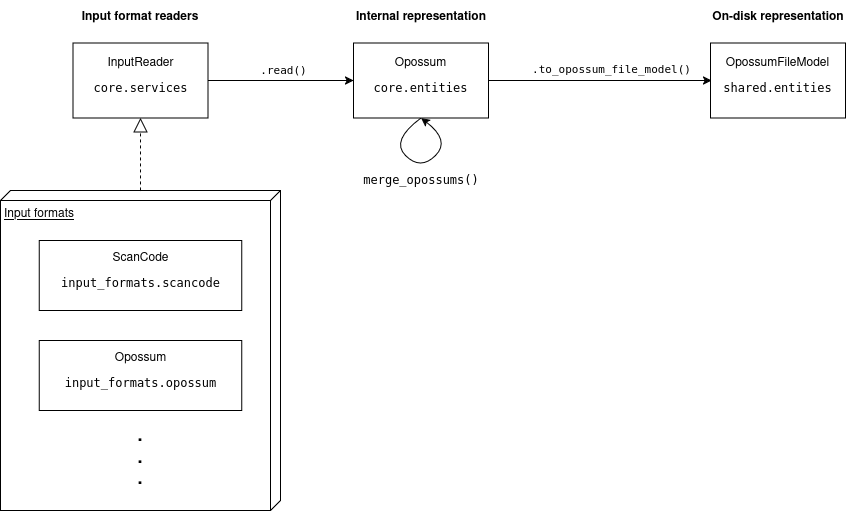 Input format readers
Internal representation
On-disk representation
InputReader
core.services
.read()
Opossum
core.entities
.to_opossum_file_model()
OpossumFileModel
shared.entities
merge_opossums()
Input formats
ScanCode
input_formats.scancode
Opossum
input_formats.opossum
.
.
.